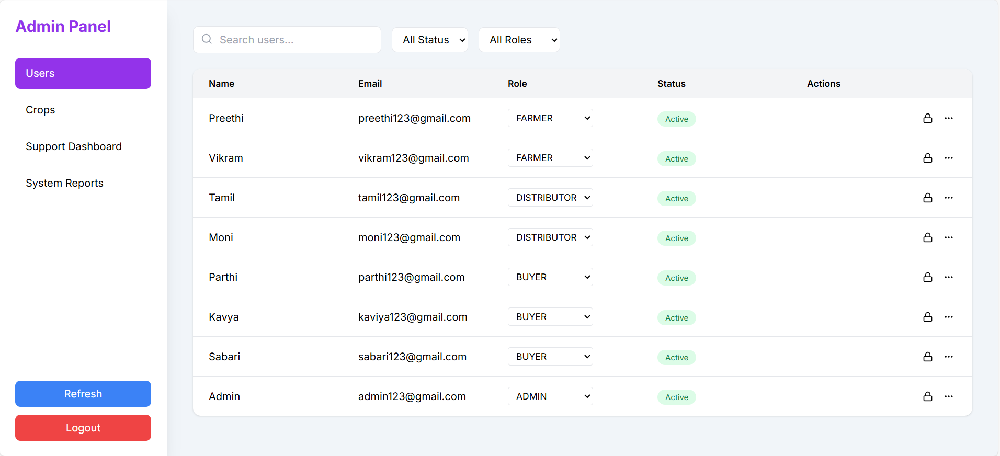 Admin Panel
Users
Crops
Support Dashboard
System Reports
Refresh
Logout
Search users...
All Status
All Roles
Name Email Role Status Actions
Preethi preethi123@gmail.com FARMER Active
Vikram vikram123@gmail.com FARMER Active
Tamil tamil123@gmail.com DISTRIBUTOR Active
Moni moni123@gmail.com DISTRIBUTOR Active
Parthi parthi123@gmail.com BUYER Active
Kavya kaviya123@gmail.com BUYER Active
Sabari sabari123@gmail.com BUYER Active
Admin admin123@gmail.com ADMIN Active